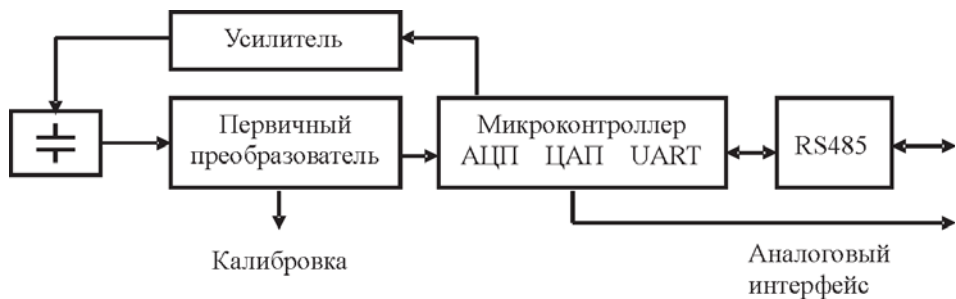 Усилитель
Первичный
преобразователь
Микроконтроллер
АЦП ЦАП UART
RS485
Калибровка
Аналоговый
интерфейс